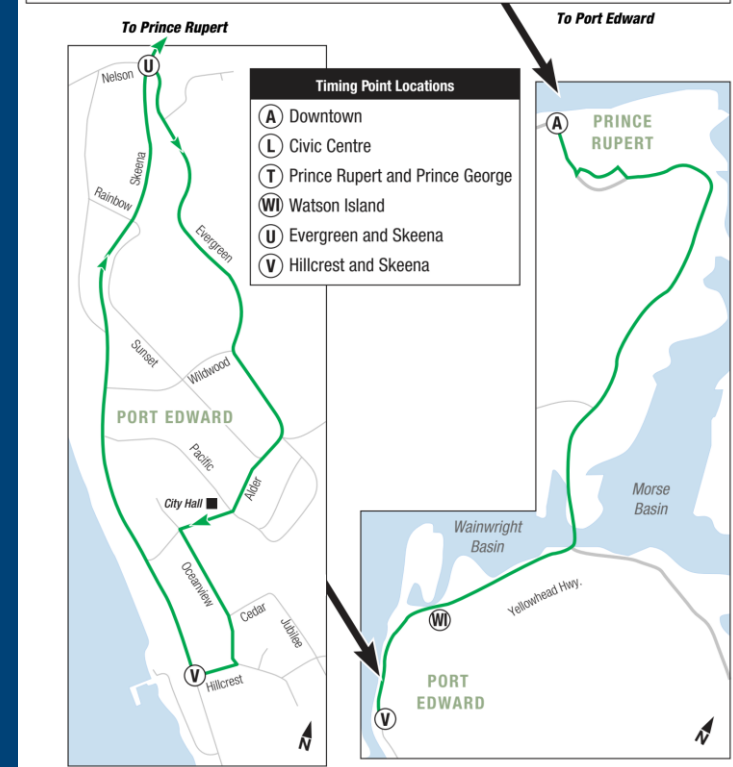 To Prince Rupert
To Port Edward
Timing Point Locations
A Downtown
L Civic Centre
T Prince Rupert and Prince George
WI Watson Island
U Evergreen and Skeena
V Hillcrest and Skeena
U
Nelson
Skeena
Rainbow
Evergreen
Sunset
Wildwood
PORT EDWARD
Pacific
City Hall
Alder
Oceanview
Cedar
Jubilee
V
Hillcrest
N
A
PRINCE
RUPERT
Morse
Basin
Wainwright
Basin
Yellowhead Hwy.
WI
PORT
EDWARD
V
N